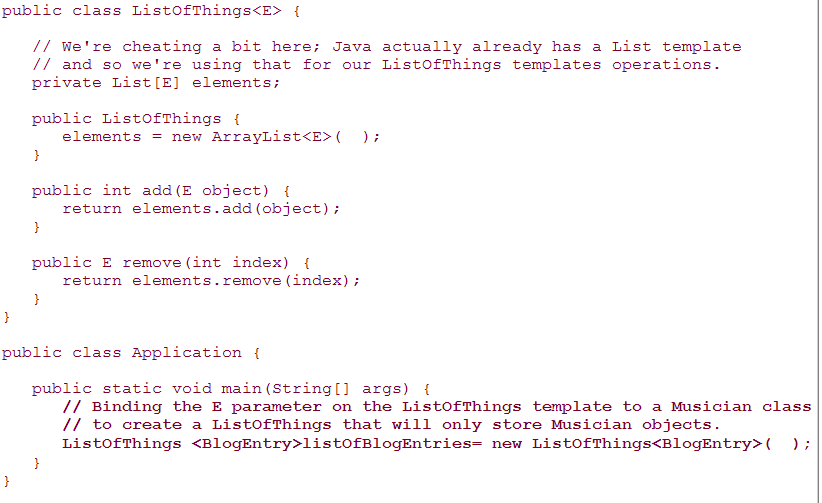 public class ListOfThings<E> {
// We're cheating a bit here; Java actually already has a List template
// and so we're using that for our ListOfThings templates operations.
private List[E] elements;
public ListOfThings {
elements = new ArrayList<E>(  );
}
public int add(E object) {
return elements.add(object);
}
public E remove(int index) {
return elements.remove(index);
}
}
public class Application {
public static void main(String[] args) {
// Binding the E parameter on the ListOfThings template to a Musician class
// to create a ListOfThings that will only store Musician objects.
ListOfThings <BlogEntry>listOfBlogEntries= new ListOfThings<BlogEntry>(  );
}
}